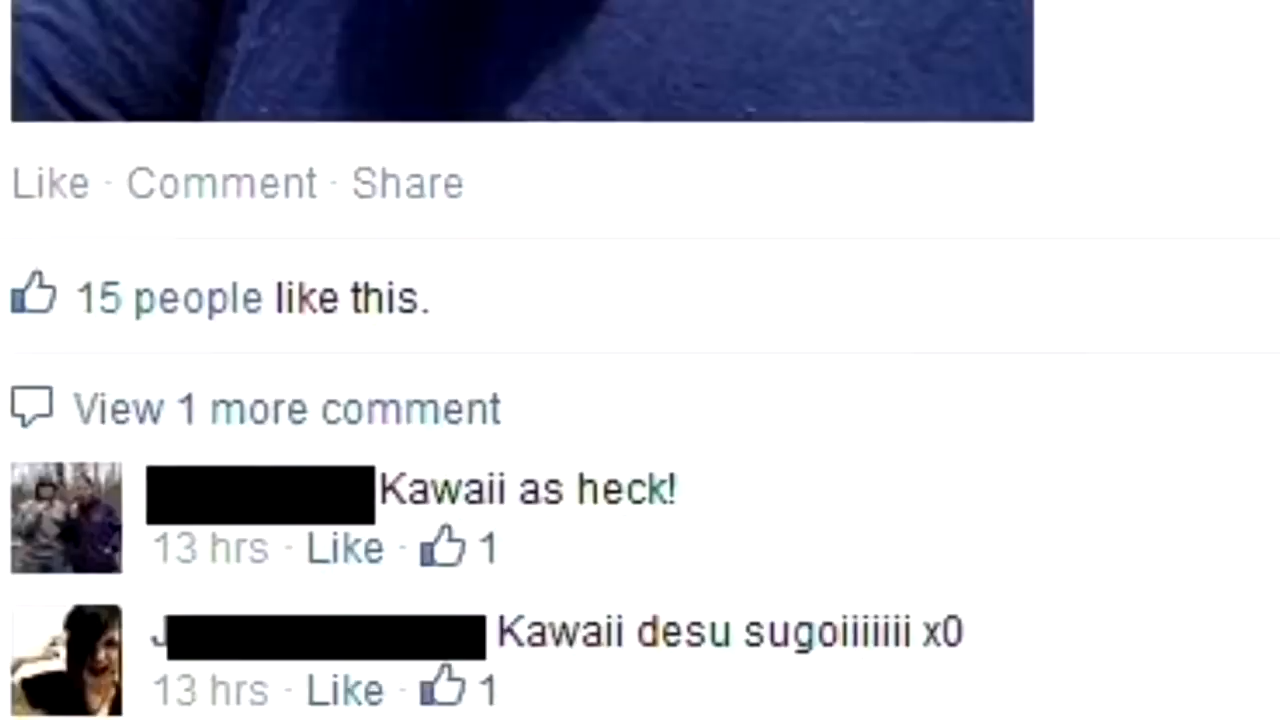 Like · Comment · Share
15 people like this.
View 1 more comment
Kawaii as heck!
13 hrs · Like · 1
J Kawaii desu sugoiiiiiii x0
13 hrs · Like · 1